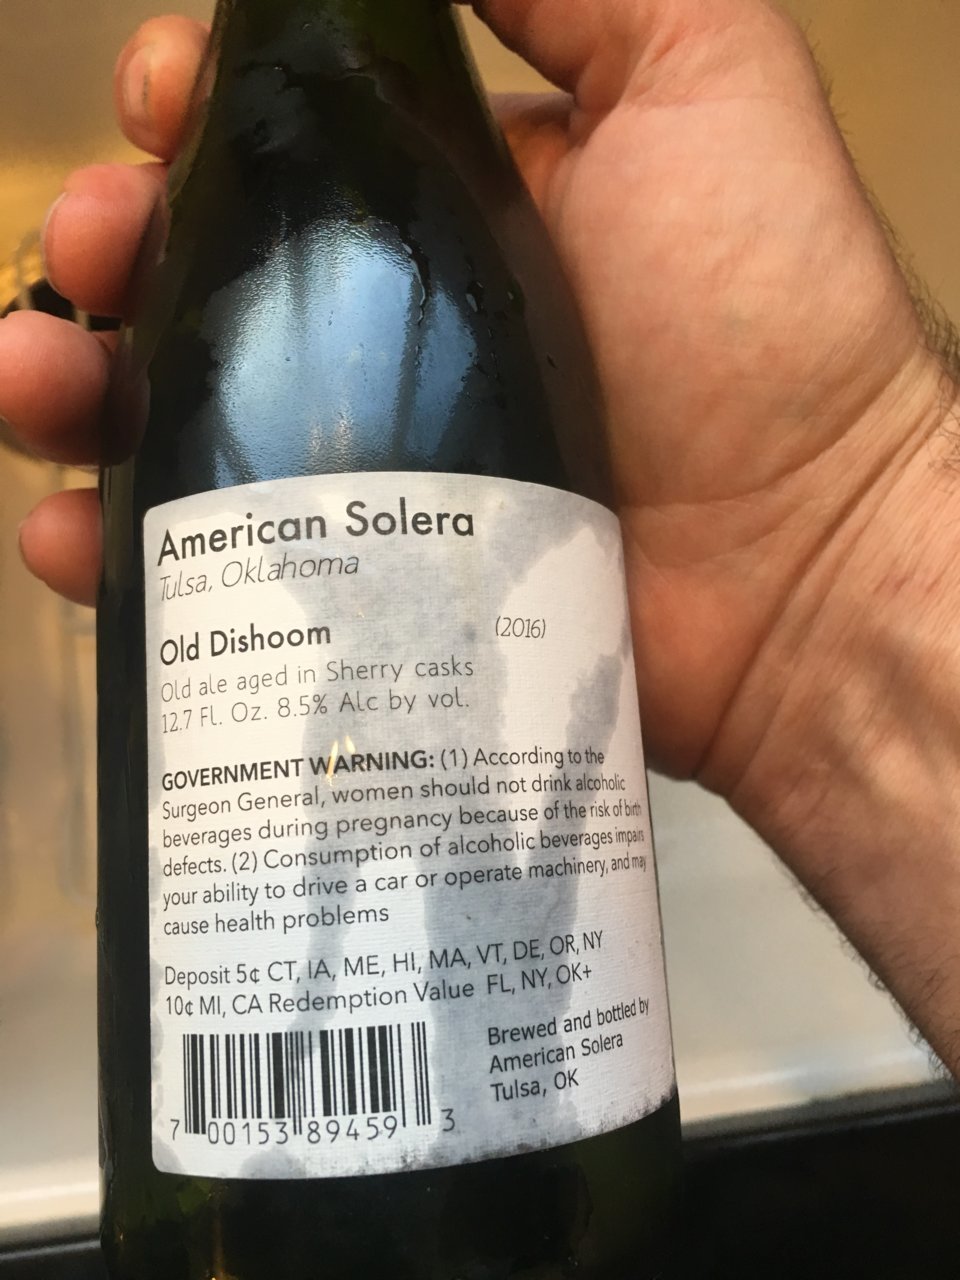 American Solera
Tulsa, Oklahoma
Old Dishoom (2016)
Old ale aged in Sherry casks
12.7 Fl. Oz. 8.5% Alc by vol.
GOVERNMENT WARNING: (1) According to the
Surgeon General, women should not drink alcoholic
beverages during pregnancy because of the risk of birth
defects. (2) Consumption of alcoholic beverages impairs
your ability to drive a car or operate machinery, and may
cause health problems
Deposit 5¢ CT, IA, ME, HI, MA, VT, DE, OR, NY
10¢ MI, CA Redemption Value FL, NY, OK+
Brewed and bottled by
American Solera
Tulsa, OK
7 00153 89459 3